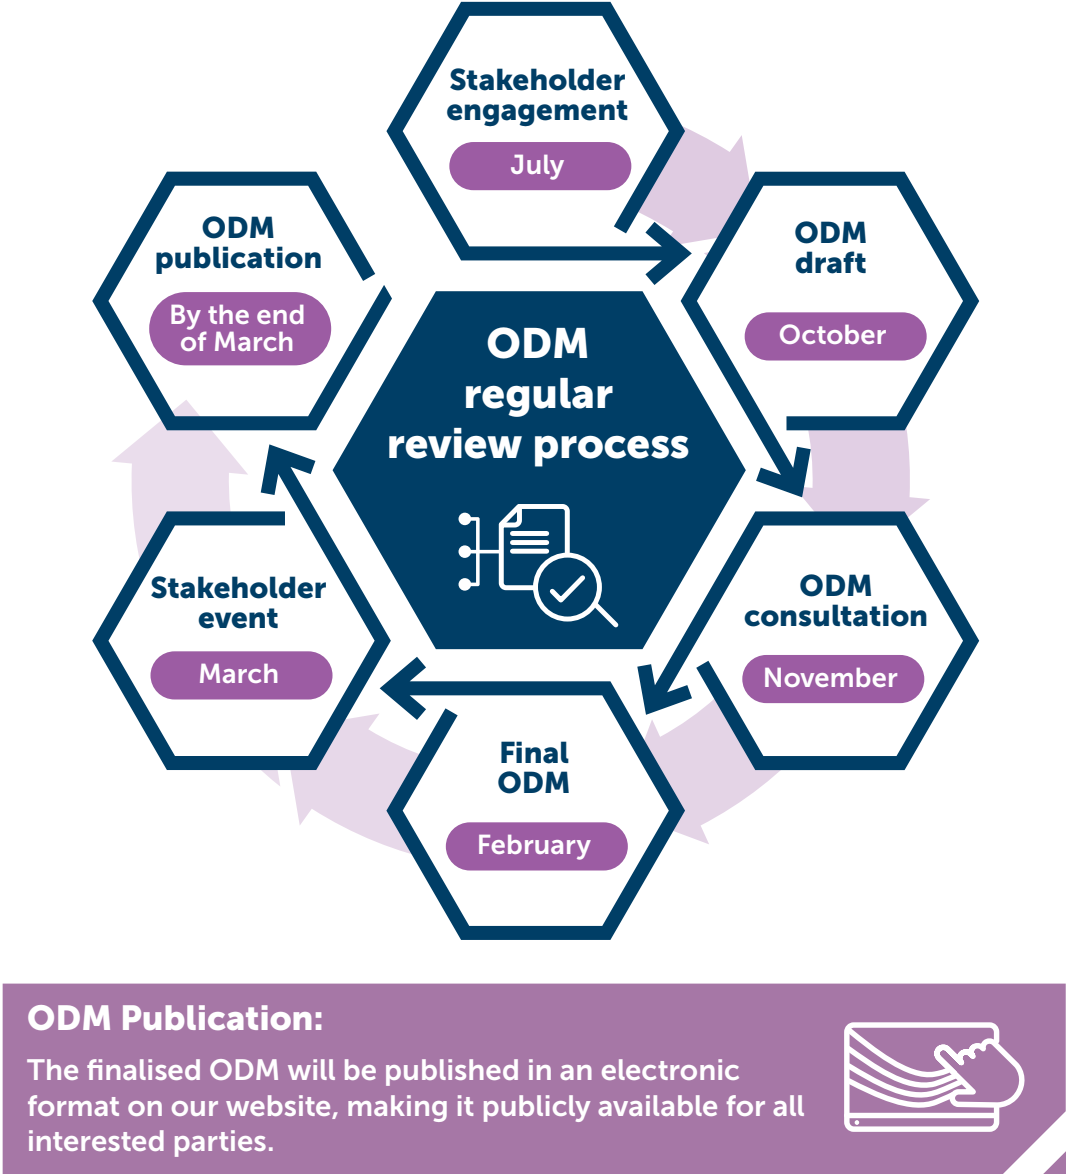 Stakeholder
engagement
July
ODM
draft
October
ODM
consultation
November
Final
ODM
February
Stakeholder
event
March
ODM
publication
By the end
of March
ODM
regular
review process
ODM Publication:
The finalised ODM will be published in an electronic
format on our website, making it publicly available for all
interested parties.